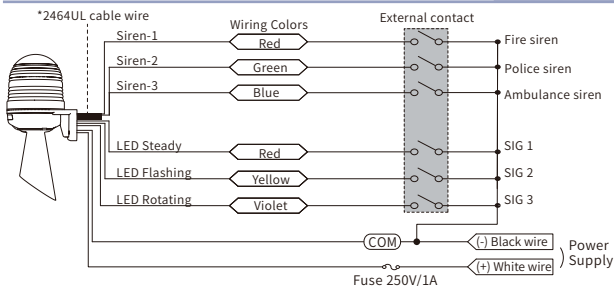 *2464UL cable wire
Wiring Colors
External contact
Siren-1
Red
Fire siren
Siren-2
Green
Police siren
Siren-3
Blue
Ambulance siren
LED Steady
Red
SIG 1
LED Flashing
Yellow
SIG 2
LED Rotating
Violet
SIG 3
COM
(-) Black wire
Power
Supply
(+) White wire
Fuse 250V/1A